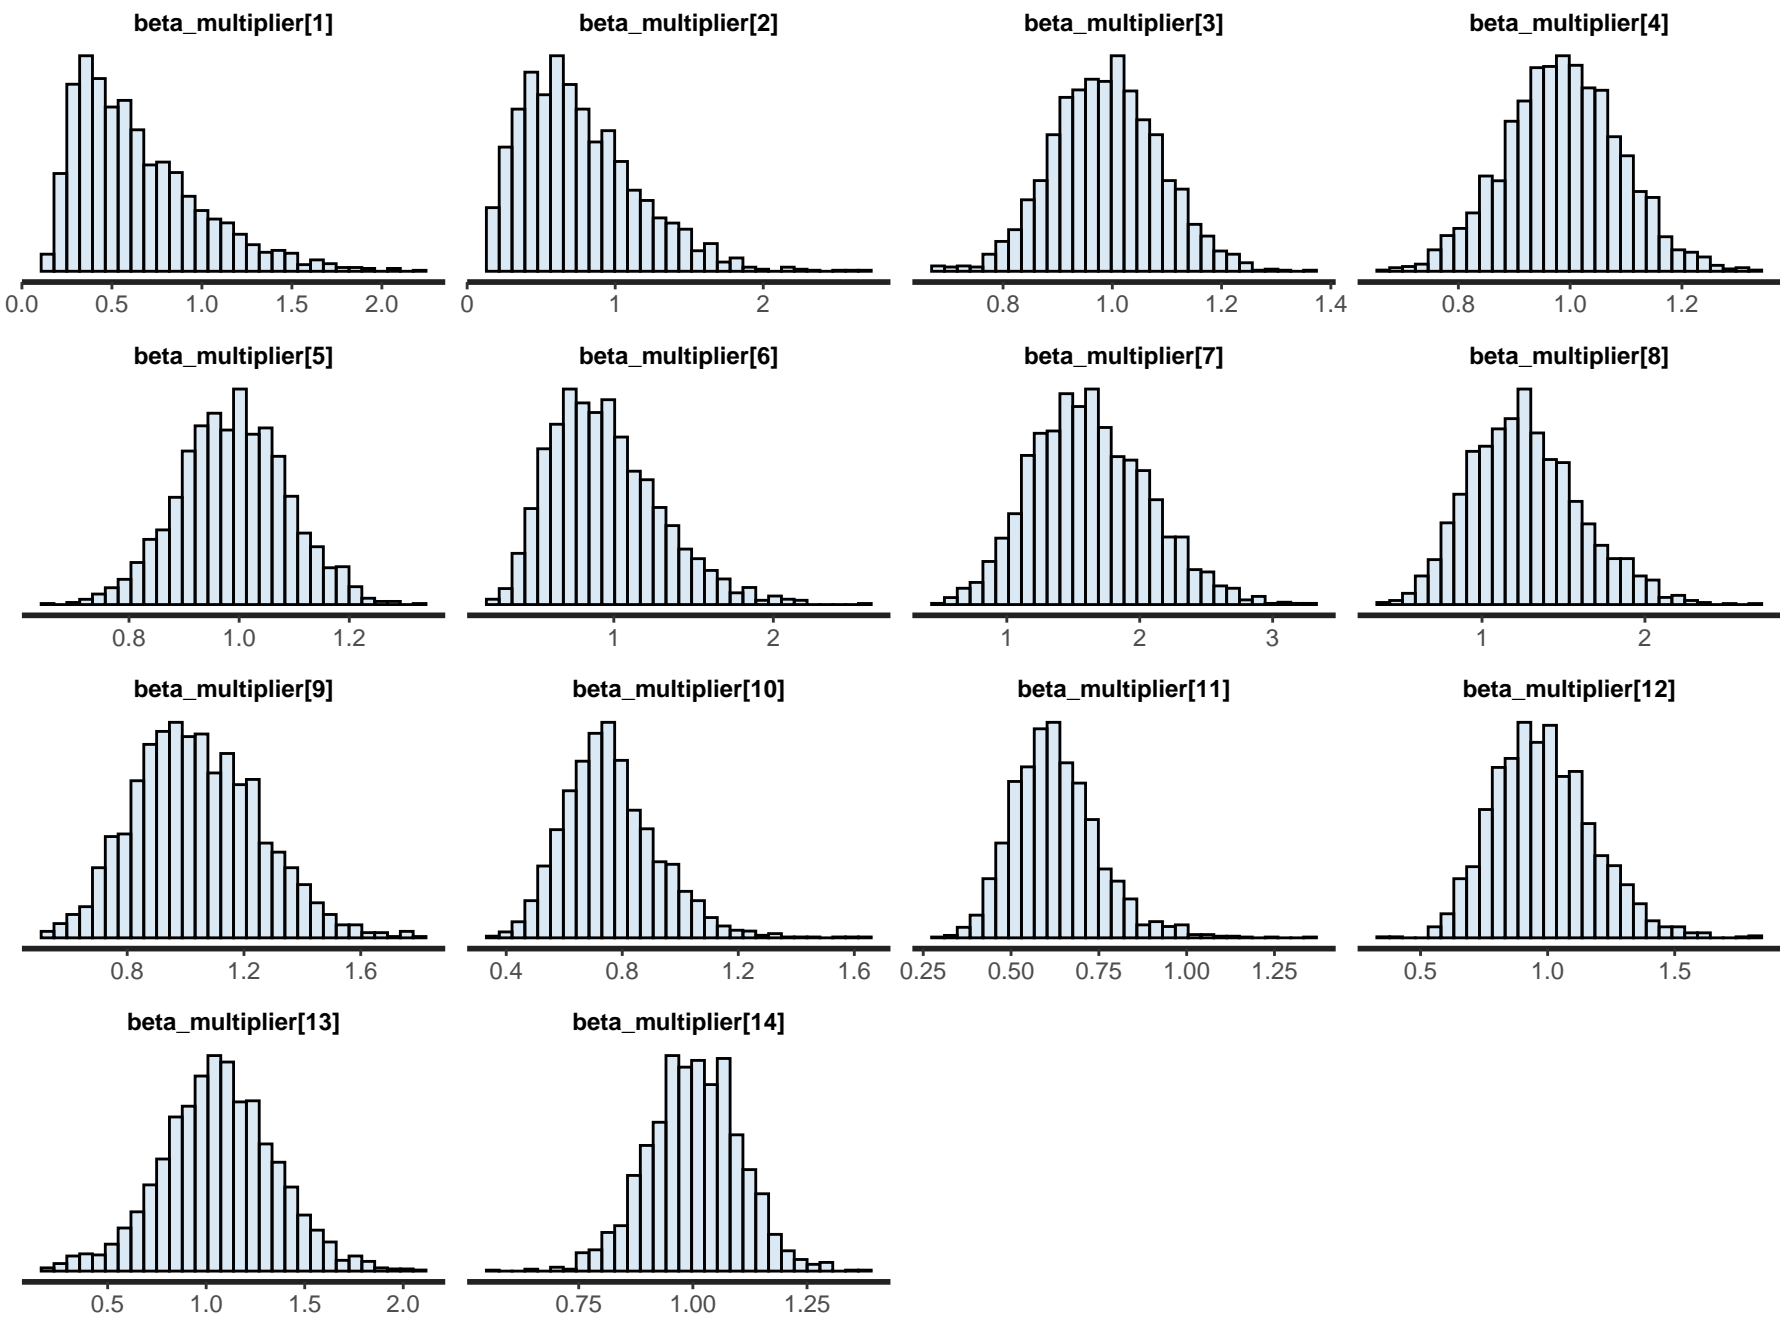 beta_multiplier[1] beta_multiplier[2] beta_multiplier[3] beta_multiplier[4]
0.0 0.5 1.0 1.5 2.0 0 1 2 0.8 1.0 1.2 1.4 0.8 1.0 1.2
beta_multiplier[5] beta_multiplier[6] beta_multiplier[7] beta_multiplier[8]
0.8 1.0 1.2 1 2 1 2 3 1 2
beta_multiplier[9] beta_multiplier[10] beta_multiplier[11] beta_multiplier[12]
0.8 1.2 1.6 0.4 0.8 1.2 1.6 0.25 0.50 0.75 1.00 1.25 0.5 1.0 1.5
beta_multiplier[13] beta_multiplier[14]
0.5 1.0 1.5 2.0 0.75 1.00 1.25